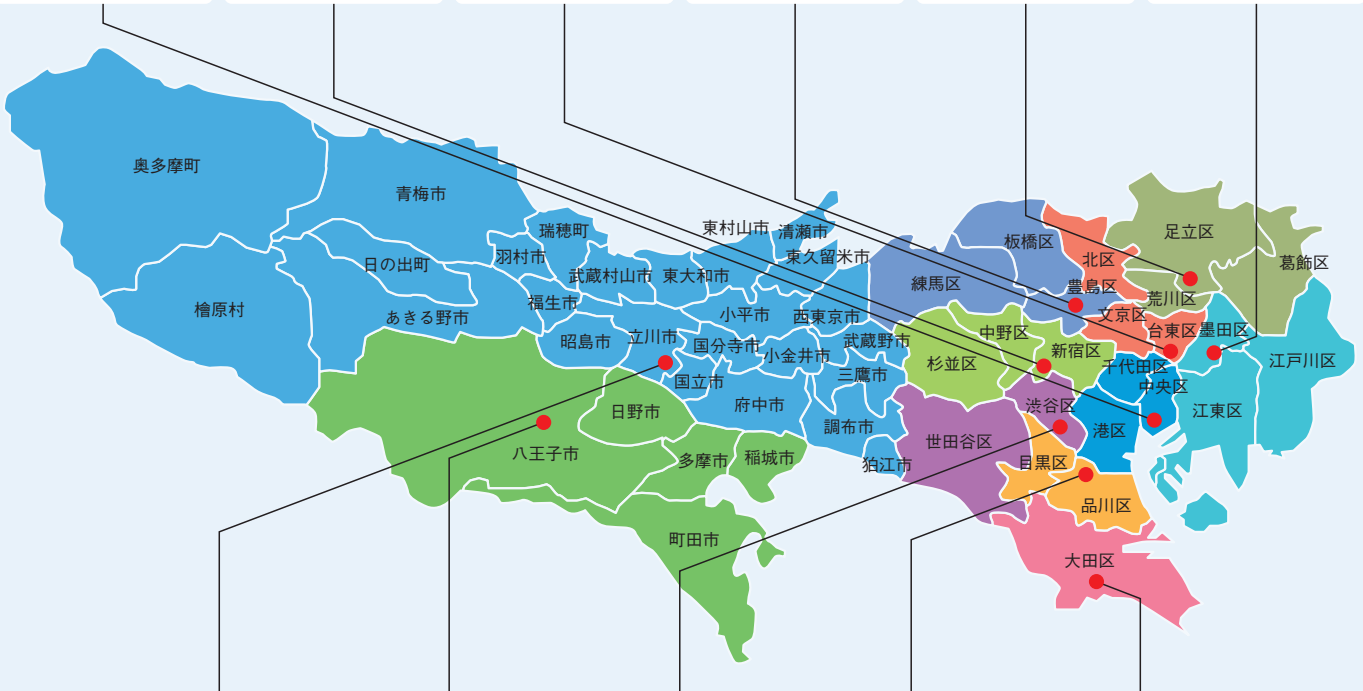 奥多摩町
青梅市
瑞穂町
東村山市
清瀬市
東久留米市
羽村市
日の出町
武蔵村山市
東大和市
檜原村
あきる野市
福生市
小平市
西東京市
昭島市
立川市
国分寺市
小金井市
武蔵野市
国立市
三鷹市
日野市
府中市
調布市
八王子市
多摩市
稲城市
狛江市
町田市
足立区
板橋区
北区
葛飾区
練馬区
豊島区
荒川区
文京区
台東区
墨田区
中野区
新宿区
杉並区
千代田区
中央区
江戸川区
渋谷区
江東区
世田谷区
港区
目黒区
品川区
大田区